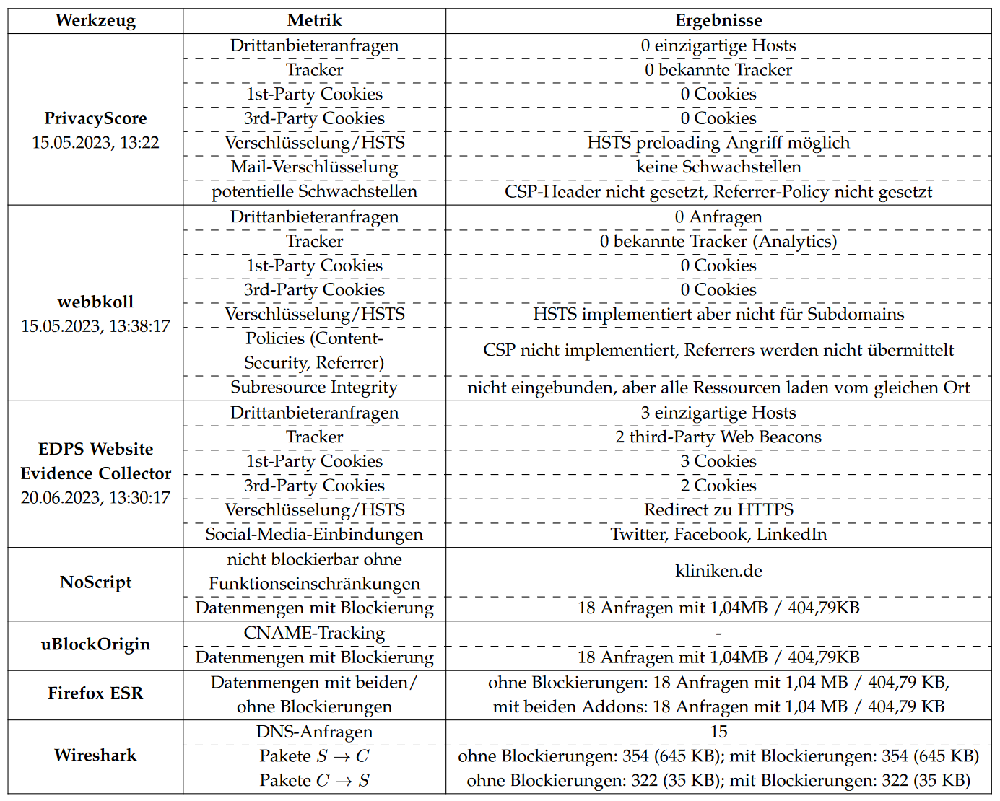 Werkzeug Metrik Ergebnisse
PrivacyScore
15.05.2023, 13:22
Drittanbieteranfragen 0 einzigartige Hosts
Tracker 0 bekannte Tracker
1st-Party Cookies 0 Cookies
3rd-Party Cookies 0 Cookies
Verschlüsselung/HSTS HSTS preloading Angriff möglich
Mail-Verschlüsselung keine Schwachstellen
potentielle Schwachstellen CSP-Header nicht gesetzt, Referrer-Policy nicht gesetzt
webbkoll
15.05.2023, 13:38:17
Drittanbieteranfragen 0 Anfragen
Tracker 0 bekannte Tracker (Analytics)
1st-Party Cookies 0 Cookies
3rd-Party Cookies 0 Cookies
Verschlüsselung/HSTS HSTS implementiert aber nicht für Subdomains
Policies (Content-
Security, Referrer) CSP nicht implementiert, Referrers werden nicht übermittelt
Subresource Integrity nicht eingebunden, aber alle Ressourcen laden vom gleichen Ort
EDPS Website
Evidence Collector
20.06.2023, 13:30:17
Drittanbieteranfragen 3 einzigartige Hosts
Tracker 2 third-Party Web Beacons
1st-Party Cookies 3 Cookies
3rd-Party Cookies 2 Cookies
Verschlüsselung/HSTS Redirect zu HTTPS
Social-Media-Einbindungen Twitter, Facebook, LinkedIn
NoScript
nicht blockierbar ohne
Funktionseinschränkungen kliniken.de
Datenmengen mit Blockierung 18 Anfragen mit 1,04MB / 404,79KB
uBlockOrigin
CNAME-Tracking -
Datenmengen mit Blockierung 18 Anfragen mit 1,04MB / 404,79KB
Firefox ESR
Datenmengen mit beiden/ ohne Blockierungen: 18 Anfragen mit 1,04 MB / 404,79 KB,
ohne Blockierungen mit beiden Addons: 18 Anfragen mit 1,04 MB / 404,79 KB
Wireshark
DNS-Anfragen 15
Pakete S → C ohne Blockierungen: 354 (645 KB); mit Blockierungen: 354 (645 KB)
Pakete C → S ohne Blockierungen: 322 (35 KB); mit Blockierungen: 322 (35 KB)